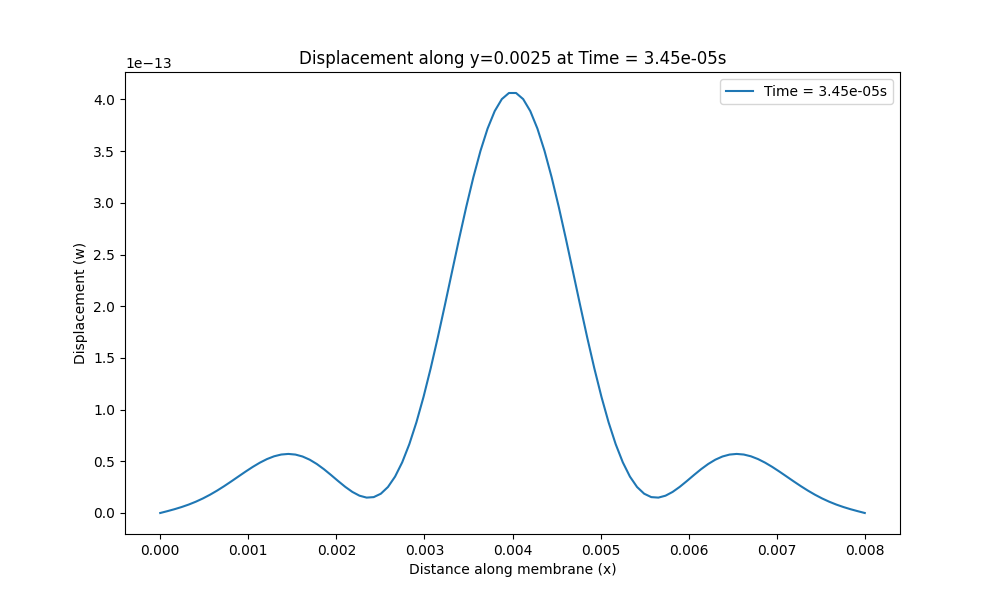 Displacement along y=0.0025 at Time = 3.45e-05s
1e−13
Time = 3.45e-05s
4.0
3.5
3.0
2.5
2.0
1.5
1.0
0.5
0.0
Displacement (w)
0.000 0.001 0.002 0.003 0.004 0.005 0.006 0.007 0.008
Distance along membrane (x)